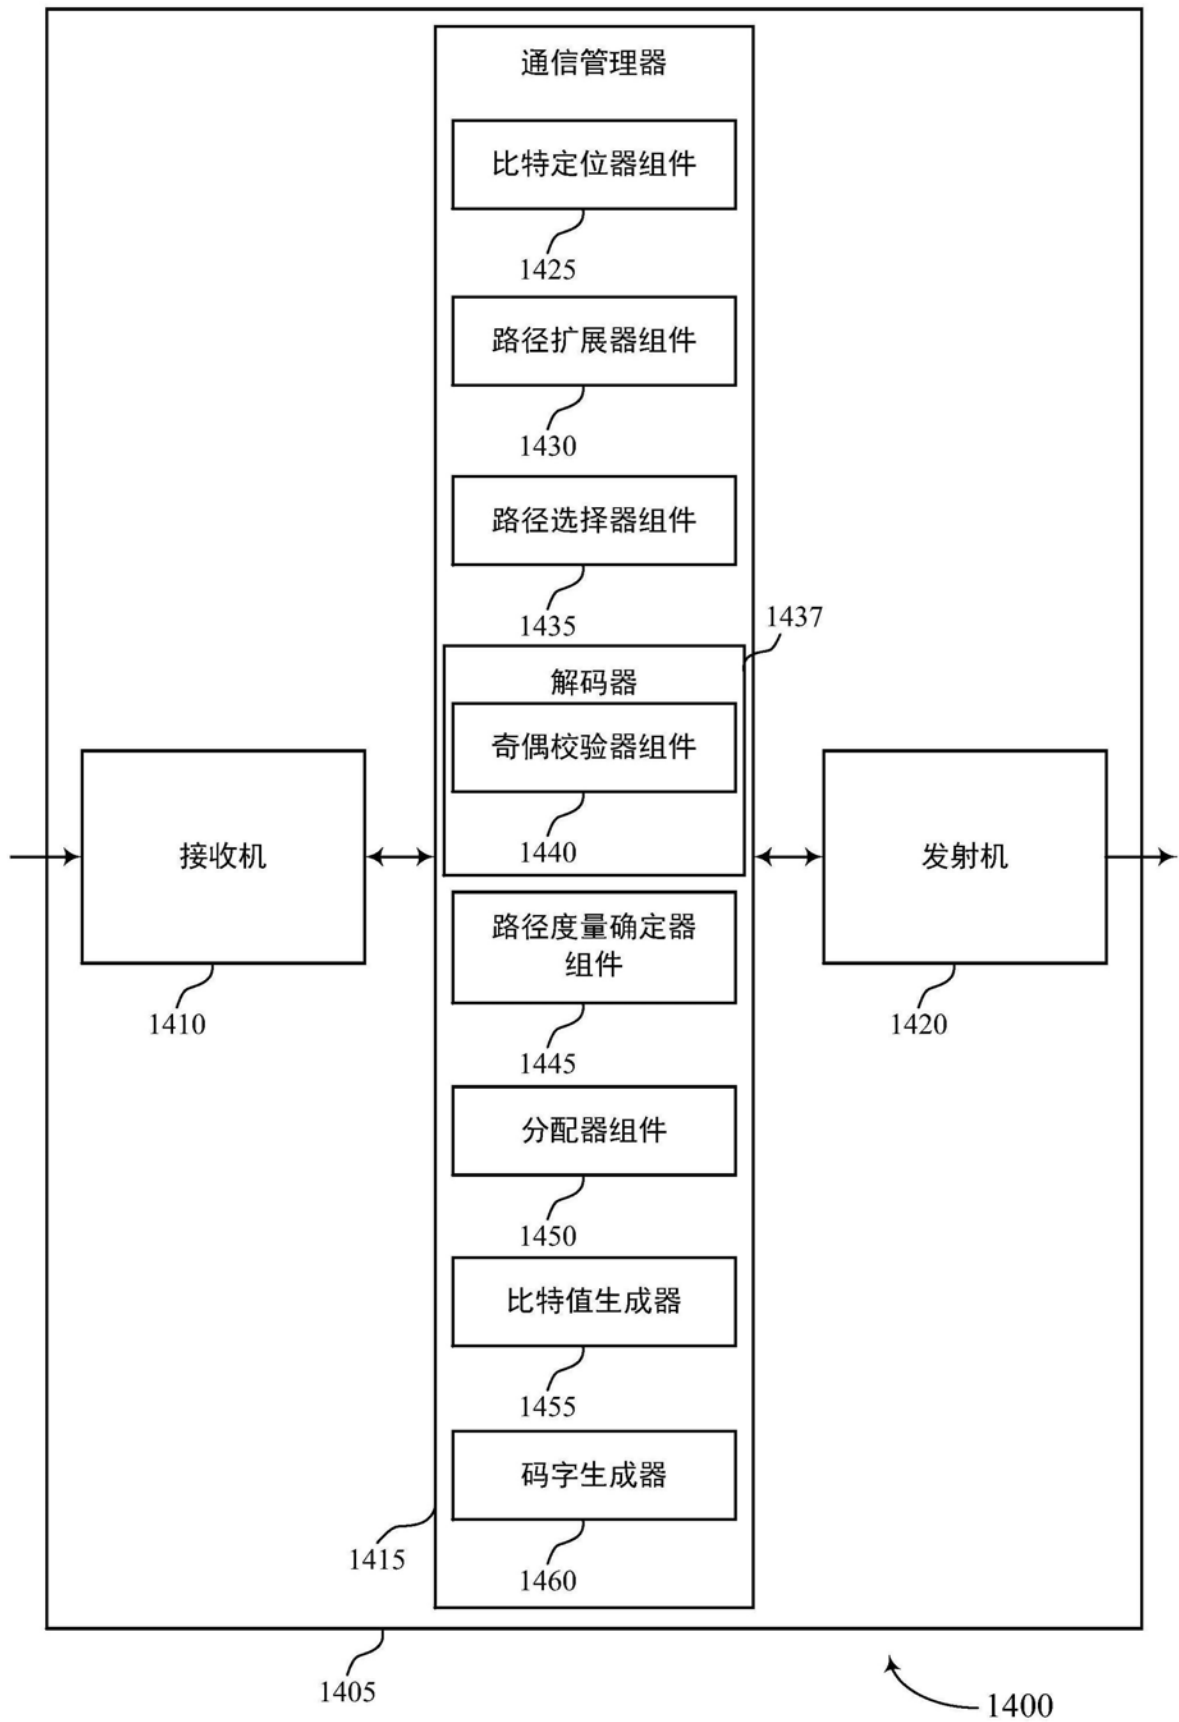 通信管理器
比特定位器组件
1425
路径扩展器组件
1430
路径选择器组件
1435
1437
解码器
奇偶校验器组件
1440
接收机
1410
发射机
1420
路径度量确定器
组件
1445
分配器组件
1450
比特值生成器
1455
码字生成器
1460
1415
1405
1400